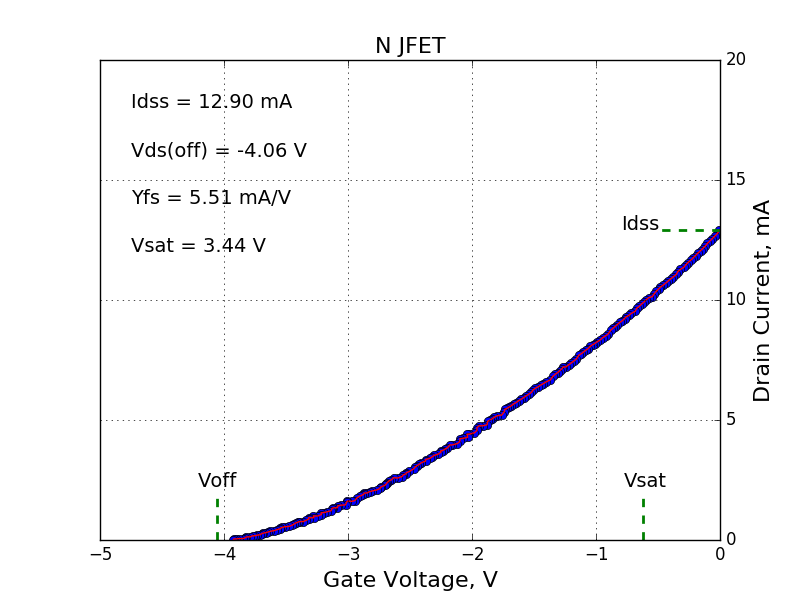 N JFET
Idss = 12.90 mA
Vds(off) = -4.06 V
Yfs = 5.51 mA/V
Vsat = 3.44 V
Idss
Voff
Vsat
20
15
10
5
0
Drain Current, mA
−5
−4
−3
−2
−1
0
Gate Voltage, V